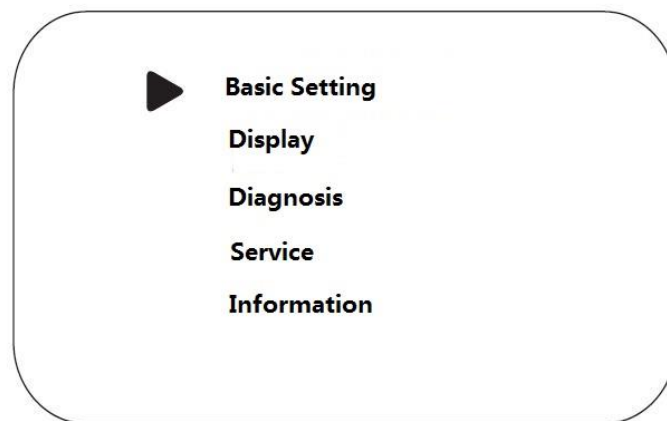 Basic Setting
Display
Diagnosis
Service
Information